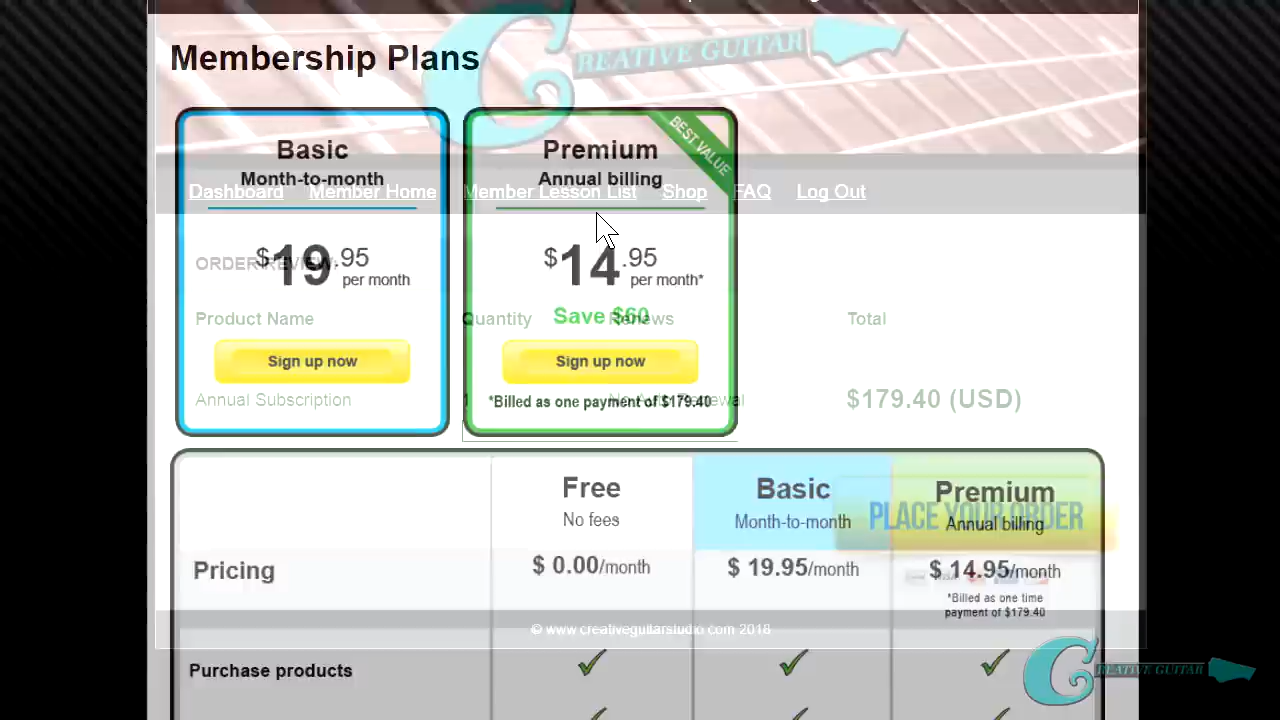 CREATIVE GUITAR
Membership Plans
BEST VALUE
Basic
Month-to-month
Premium
Annual billing
Dashboard Member Home Member Lesson List Shop FAQ Log Out
$19.95
per month
$14.95
per month*
ORDER REVIEW:
Save $60
Product Name Quantity Renews Total
Sign up now
Sign up now
Annual Subscription 1 No Auto Renewal $179.40 (USD)
*Billed as one payment of $179.40
Free
No fees
Basic
Month-to-month
Premium
Annual billing
PLACE YOUR ORDER
Pricing
$ 0.00/month
$ 19.95/month
$ 14.95/month
*Billed as one time
payment of $179.40
© www.creativeguitarstudio.com 2018
Purchase products
CREATIVE GUITAR